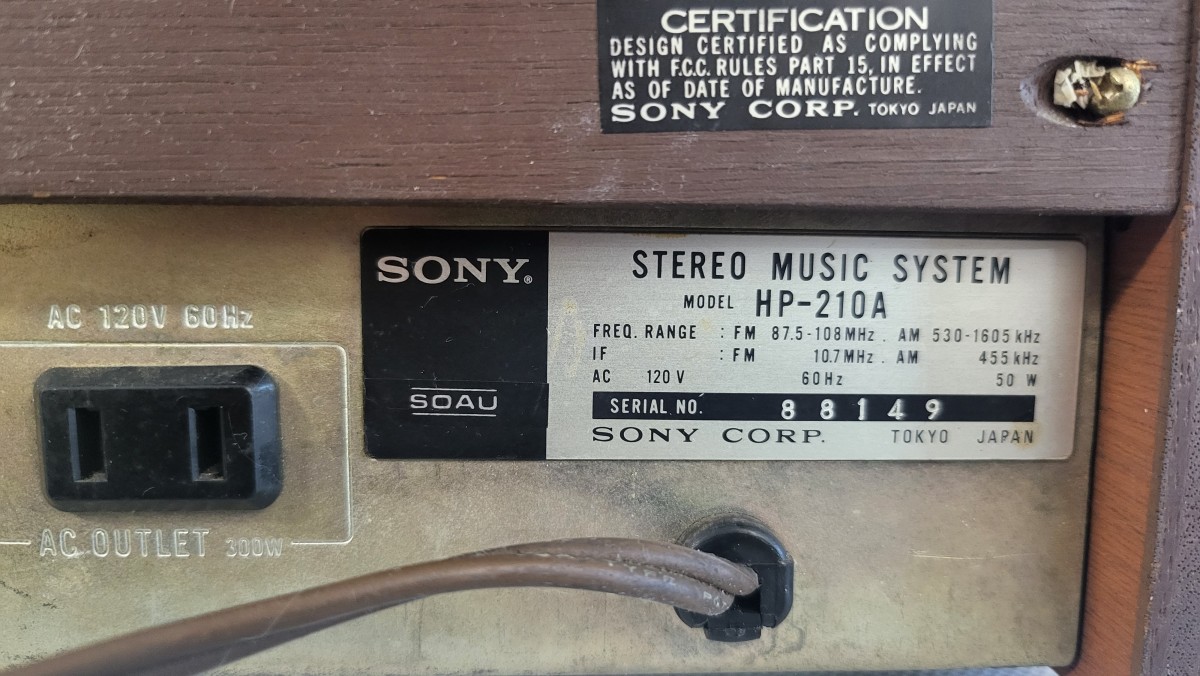 CERTIFICATION
DESIGN CERTIFIED AS COMPLYING
WITH F.C.C. RULES PART 15, IN EFFECT
AS OF DATE OF MANUFACTURE.
SONY CORP. TOKYO JAPAN
SONY®
SOAU
STEREO MUSIC SYSTEM
MODEL HP-210A
FREQ. RANGE : FM 87.5-108MHz . AM 530-1605kHz
IF : FM 10.7MHz . AM 455kHz
AC 120V 60Hz 50 W
SERIAL NO. 88149
SONY CORP. TOKYO JAPAN
AC 120V 60Hz
AC OUTLET 300W